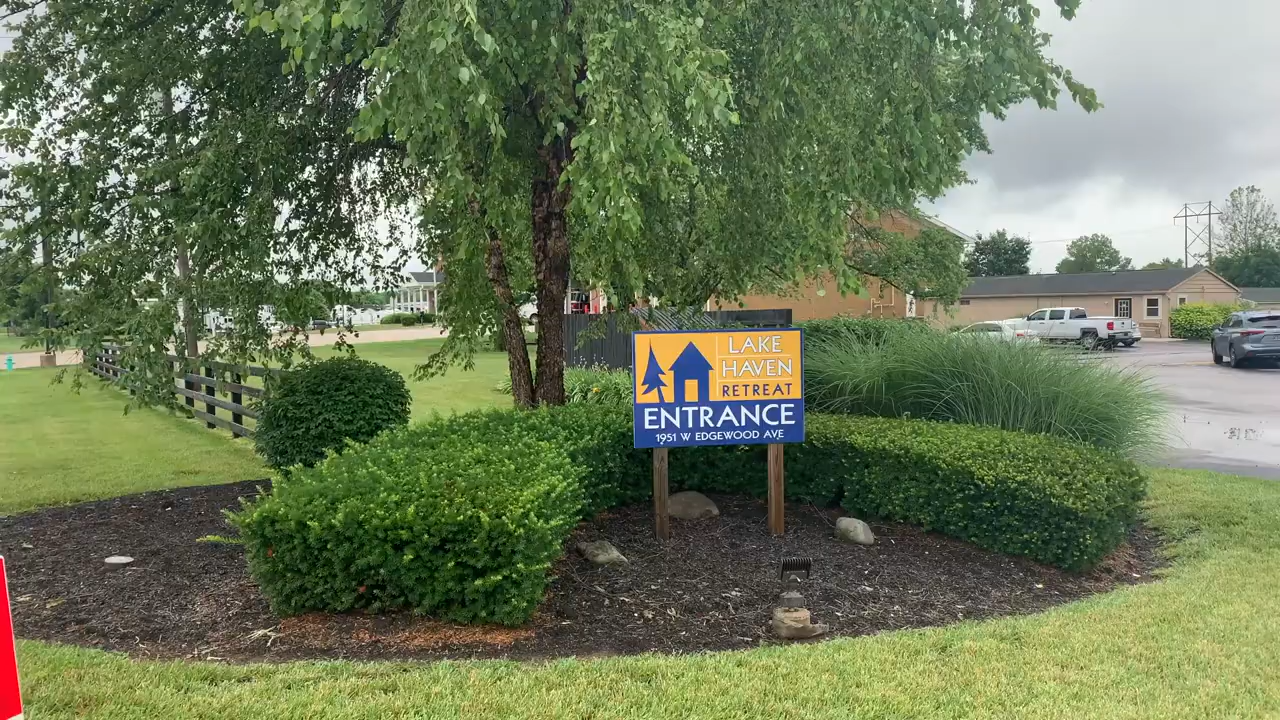 LAKE
HAVEN
RETREAT
ENTRANCE
1951 W EDGEWOOD AVE